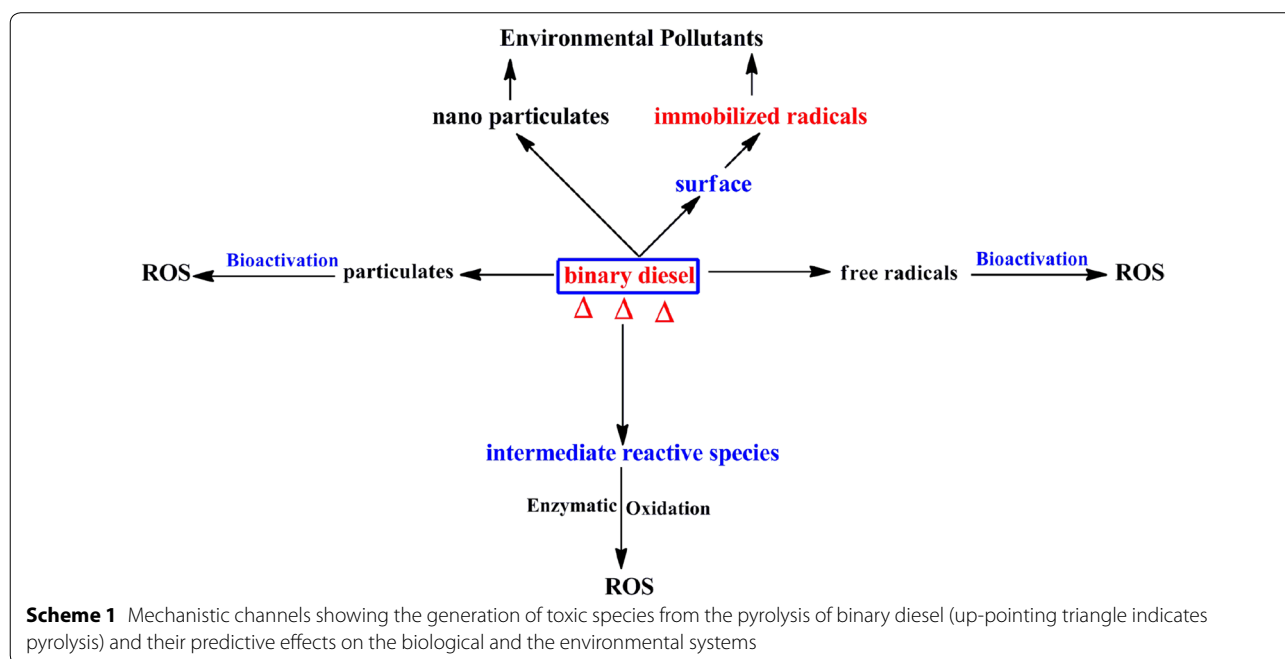 Environmental Pollutants
nano particulates immobilized radicals
surface
ROS Bioactivation particulates binary diesel free radicals Bioactivation ROS
Δ Δ Δ
intermediate reactive species
Enzymatic Oxidation
ROS
Scheme 1 Mechanistic channels showing the generation of toxic species from the pyrolysis of binary diesel (up-pointing triangle indicates
pyrolysis) and their predictive effects on the biological and the environmental systems